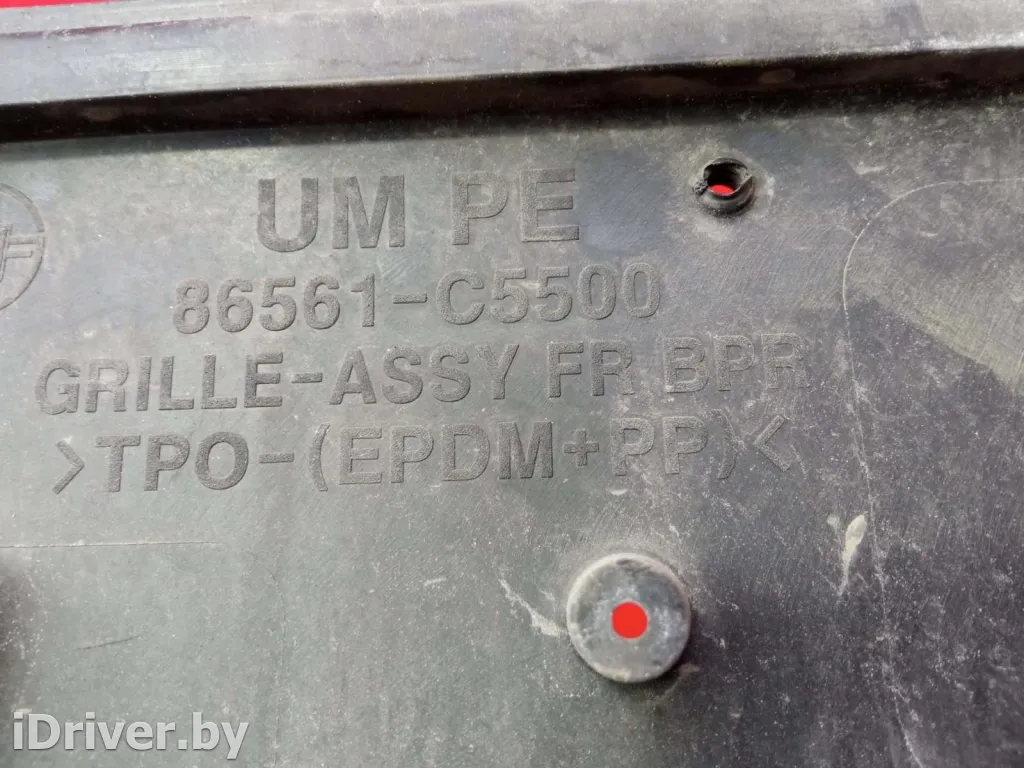 UM PE
86561-C5500
GRILLE-ASSY FR BPR
>TPO-(EPDM+PP)<
iDriver.by